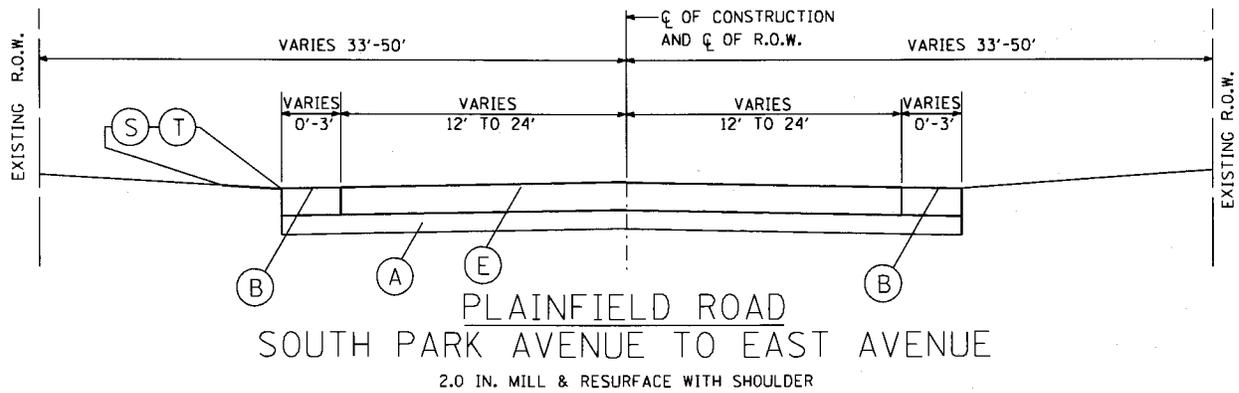 ℄ OF CONSTRUCTION
AND ℄ OF R.O.W.
VARIES 33'-50'
VARIES 33'-50'
EXISTING R.O.W.
EXISTING R.O.W.
VARIES
0'-3'
VARIES
12' TO 24'
VARIES
12' TO 24'
VARIES
0'-3'
S
T
B
A
E
B
PLAINFIELD ROAD
SOUTH PARK AVENUE TO EAST AVENUE
2.0 IN. MILL & RESURFACE WITH SHOULDER